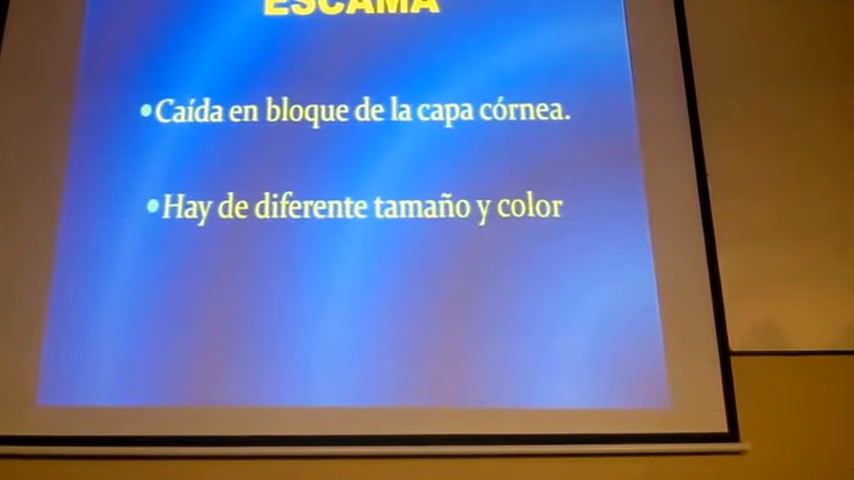 ESCAMA
•Caída en bloque de la capa córnea.
•Hay de diferente tamaño y color